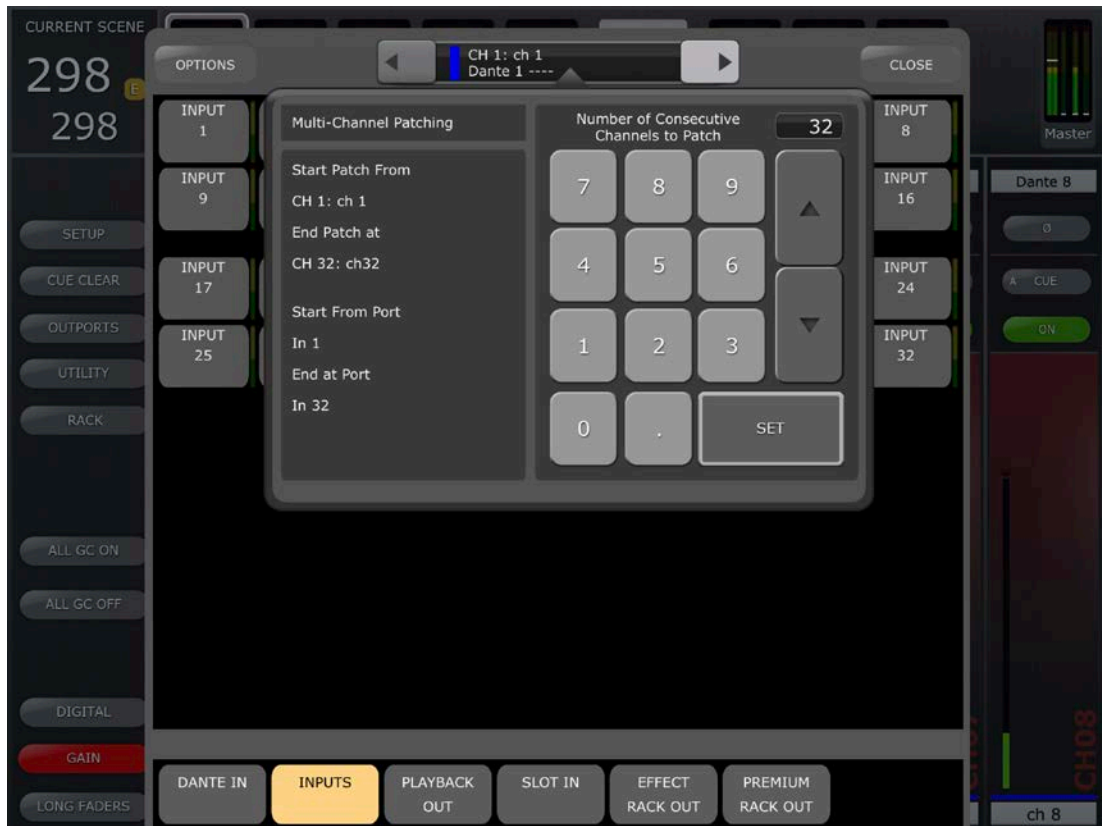 CURRENT SCENE
298
E
298
SETUP
CUE CLEAR
OUTPORTS
UTILITY
RACK
ALL GC ON
ALL GC OFF
DIGITAL
GAIN
LONG FADERS
OPTIONS
CH 1: ch 1
Dante 1 ----
CLOSE
INPUT
1
INPUT
8
INPUT
9
INPUT
16
INPUT
17
INPUT
24
INPUT
25
INPUT
32
Multi-Channel Patching
Start Patch From
CH 1: ch 1
End Patch at
CH 32: ch32
Start From Port
In 1
End at Port
In 32
Number of Consecutive
Channels to Patch
32
7 8 9
4 5 6
1 2 3
0 . SET
DANTE IN
INPUTS
PLAYBACK
OUT
SLOT IN
EFFECT
RACK OUT
PREMIUM
RACK OUT
Master
Dante 8
Ø
A CUE
ON
CH08
ch 8